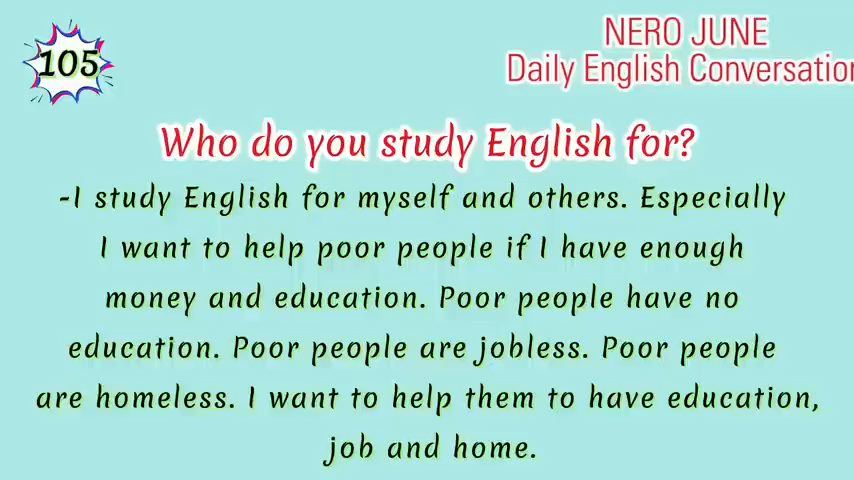 105
NERO JUNE
Daily English Conversation
Who do you study English for?
-I study English for myself and others. Especially
I want to help poor people if I have enough
money and education. Poor people have no
education. Poor people are jobless. Poor people
are homeless. I want to help them to have education,
job and home.